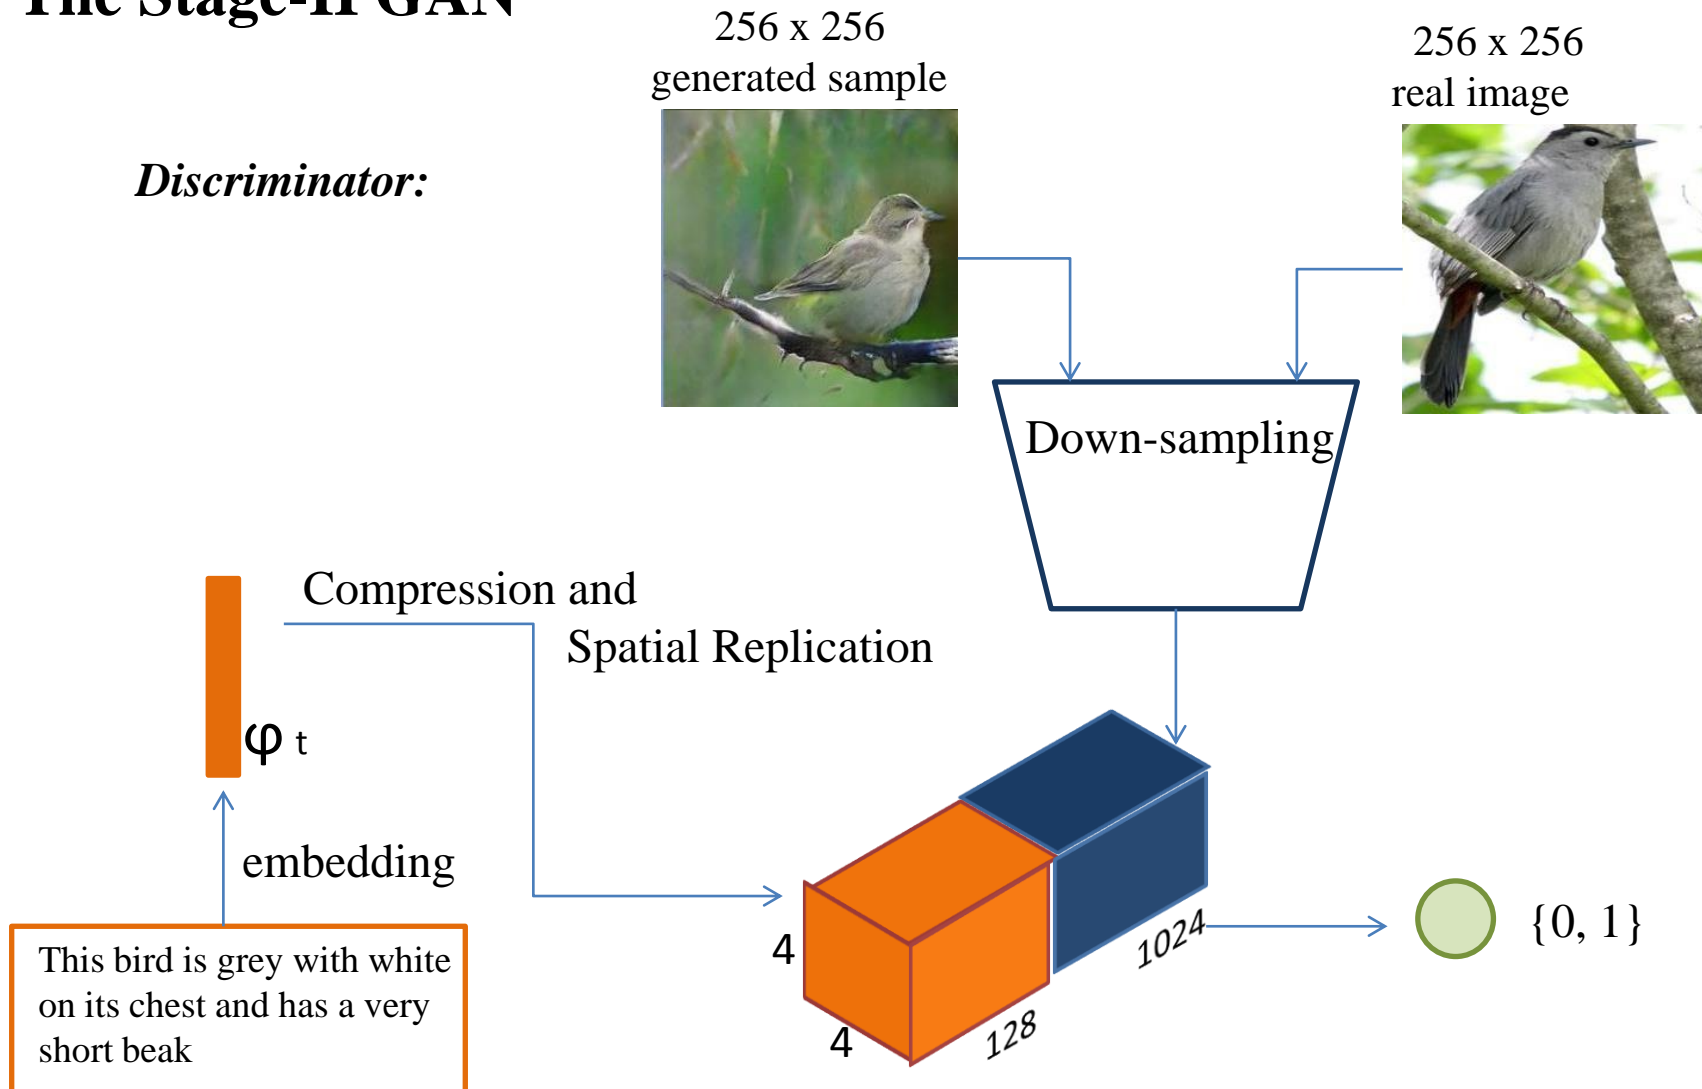 The Stage-II GAN
256 x 256
generated sample
256 x 256
real image
Discriminator:
Down-sampling
Compression and
Spatial Replication
φ t
embedding
This bird is grey with white
on its chest and has a very
short beak
4
4
128
1024
{0, 1}